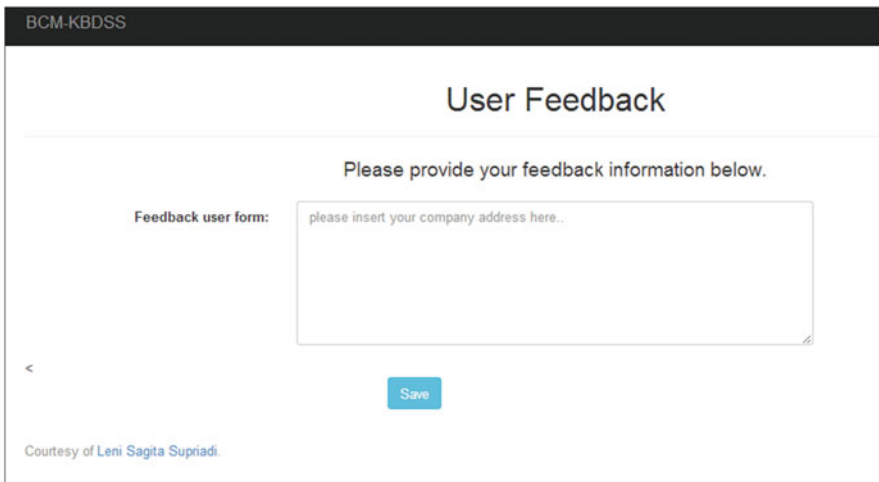 BCM-KBDSS
User Feedback
Please provide your feedback information below.
Feedback user form:
please insert your company address here..
<
Save
Courtesy of Leni Sagita Supriadi.